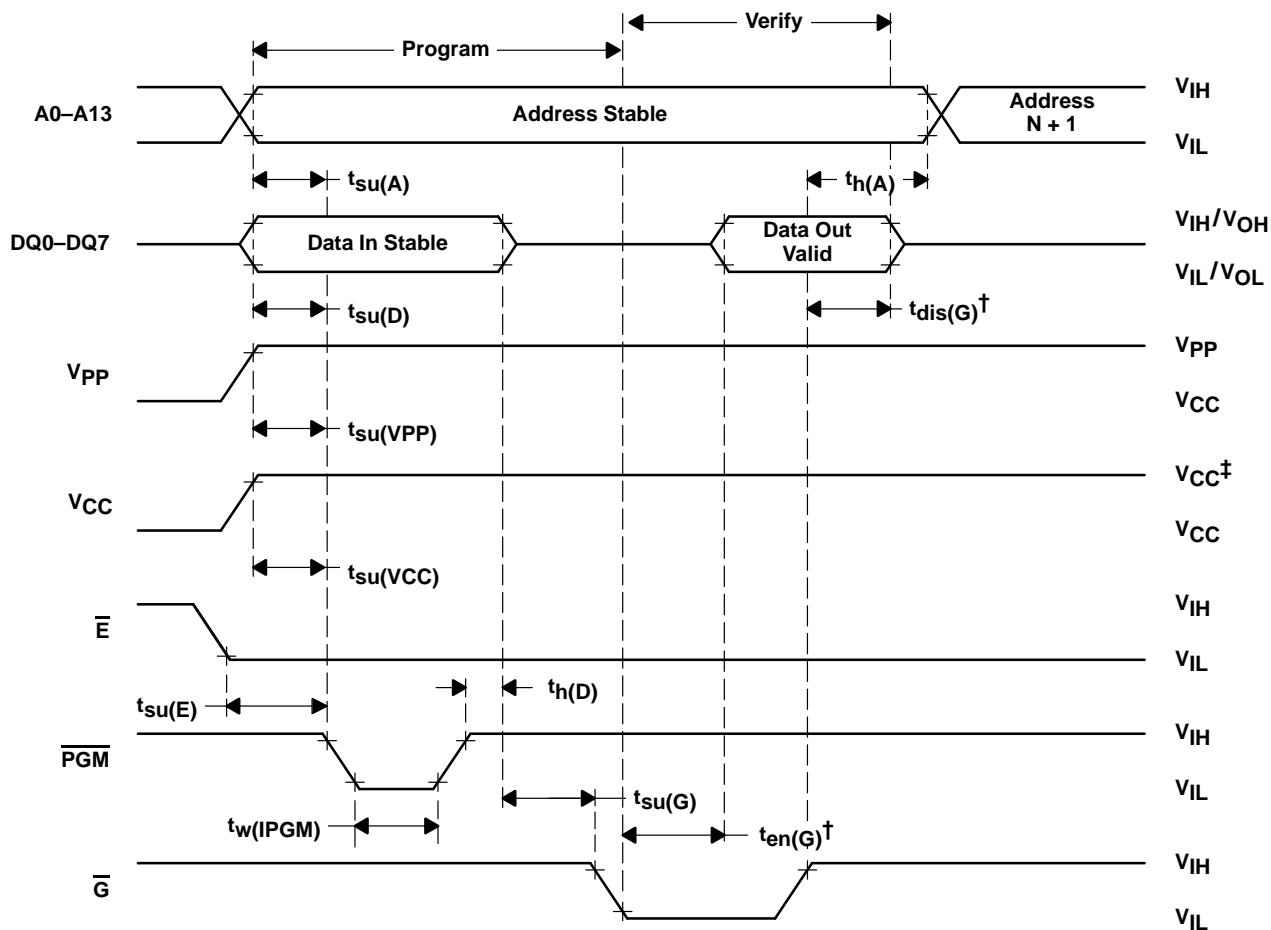 Verify
Program
A0–A13
Address Stable
Address
N + 1
VIH
VIL
tsu(A)
th(A)
DQ0–DQ7
Data In Stable
Data Out
Valid
VIH/VOH
VIL/VOL
tsu(D)
tdis(G)†
VPP
VPP
VCC
tsu(VPP)
VCC
VCC‡
VCC
tsu(VCC)
E
VIH
VIL
tsu(E)
th(D)
PGM
VIH
VIL
tsu(G)
tw(IPGM)
ten(G)†
G
VIH
VIL